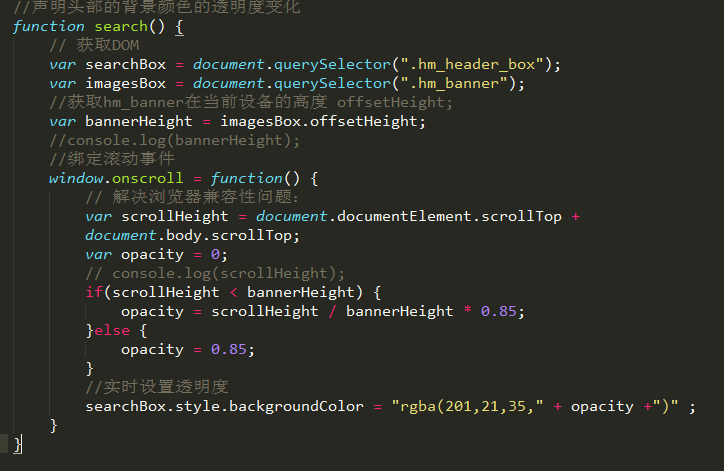 //声明头部的背景颜色的透明度变化
function search() {
// 获取DOM
var searchBox = document.querySelector(".hm_header_box");
var imagesBox = document.querySelector(".hm_banner");
//获取hm_banner在当前设备的高度 offsetHeight;
var bannerHeight = imagesBox.offsetHeight;
//console.log(bannerHeight);
//绑定滚动事件
window.onscroll = function() {
// 解决浏览器兼容性问题：
var scrollHeight = document.documentElement.scrollTop +
document.body.scrollTop;
var opacity = 0;
// console.log(scrollHeight);
if(scrollHeight < bannerHeight) {
opacity = scrollHeight / bannerHeight * 0.85;
}else {
opacity = 0.85;
}
//实时设置透明度
searchBox.style.backgroundColor = "rgba(201,21,35," + opacity +")" ;
}
}